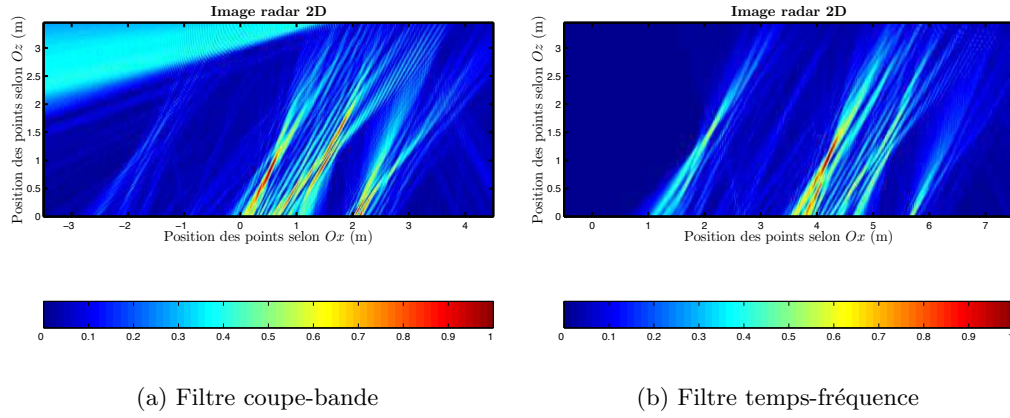 Image radar 2D
Position des points selon Oz (m)
3
2.5
2
1.5
1
0.5
0
−3 −2 −1 0 1 2 3 4
Position des points selon Ox (m)
0 0.1 0.2 0.3 0.4 0.5 0.6 0.7 0.8 0.9 1
(a) Filtre coupe-bande
Image radar 2D
Position des points selon Oz (m)
3
2.5
2
1.5
1
0.5
0
0 1 2 3 4 5 6 7
Position des points selon Ox (m)
0 0.1 0.2 0.3 0.4 0.5 0.6 0.7 0.8 0.9 1
(b) Filtre temps-fréquence